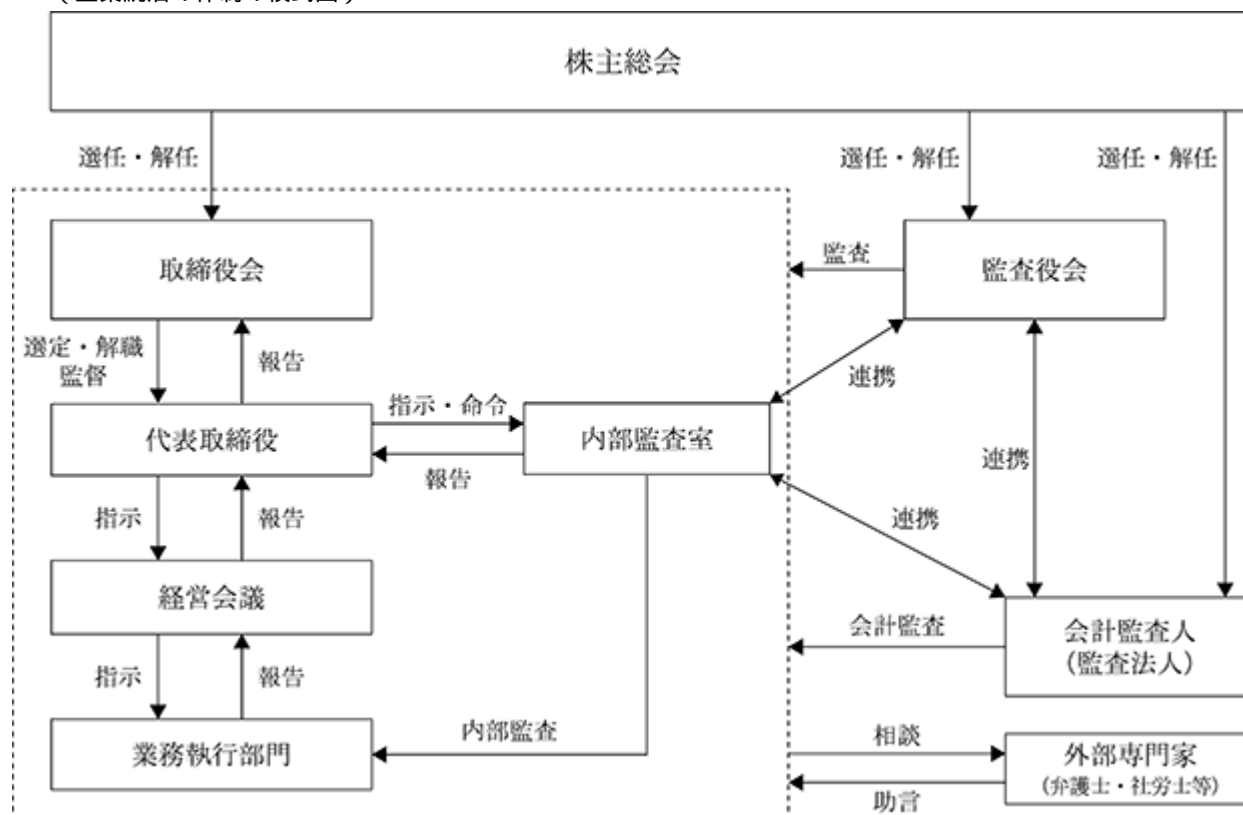 株主総会
選任・解任
選任・解任
選任・解任
取締役会
監査
監査役会
選定・解職
監督
報告
連携
代表取締役
指示・命令
報告
内部監査室
連携
指示
報告
連携
経営会議
会計監査
会計監査人
(監査法人)
指示
報告
内部監査
業務執行部門
相談
助言
外部専門家
(弁護士・社労士等)